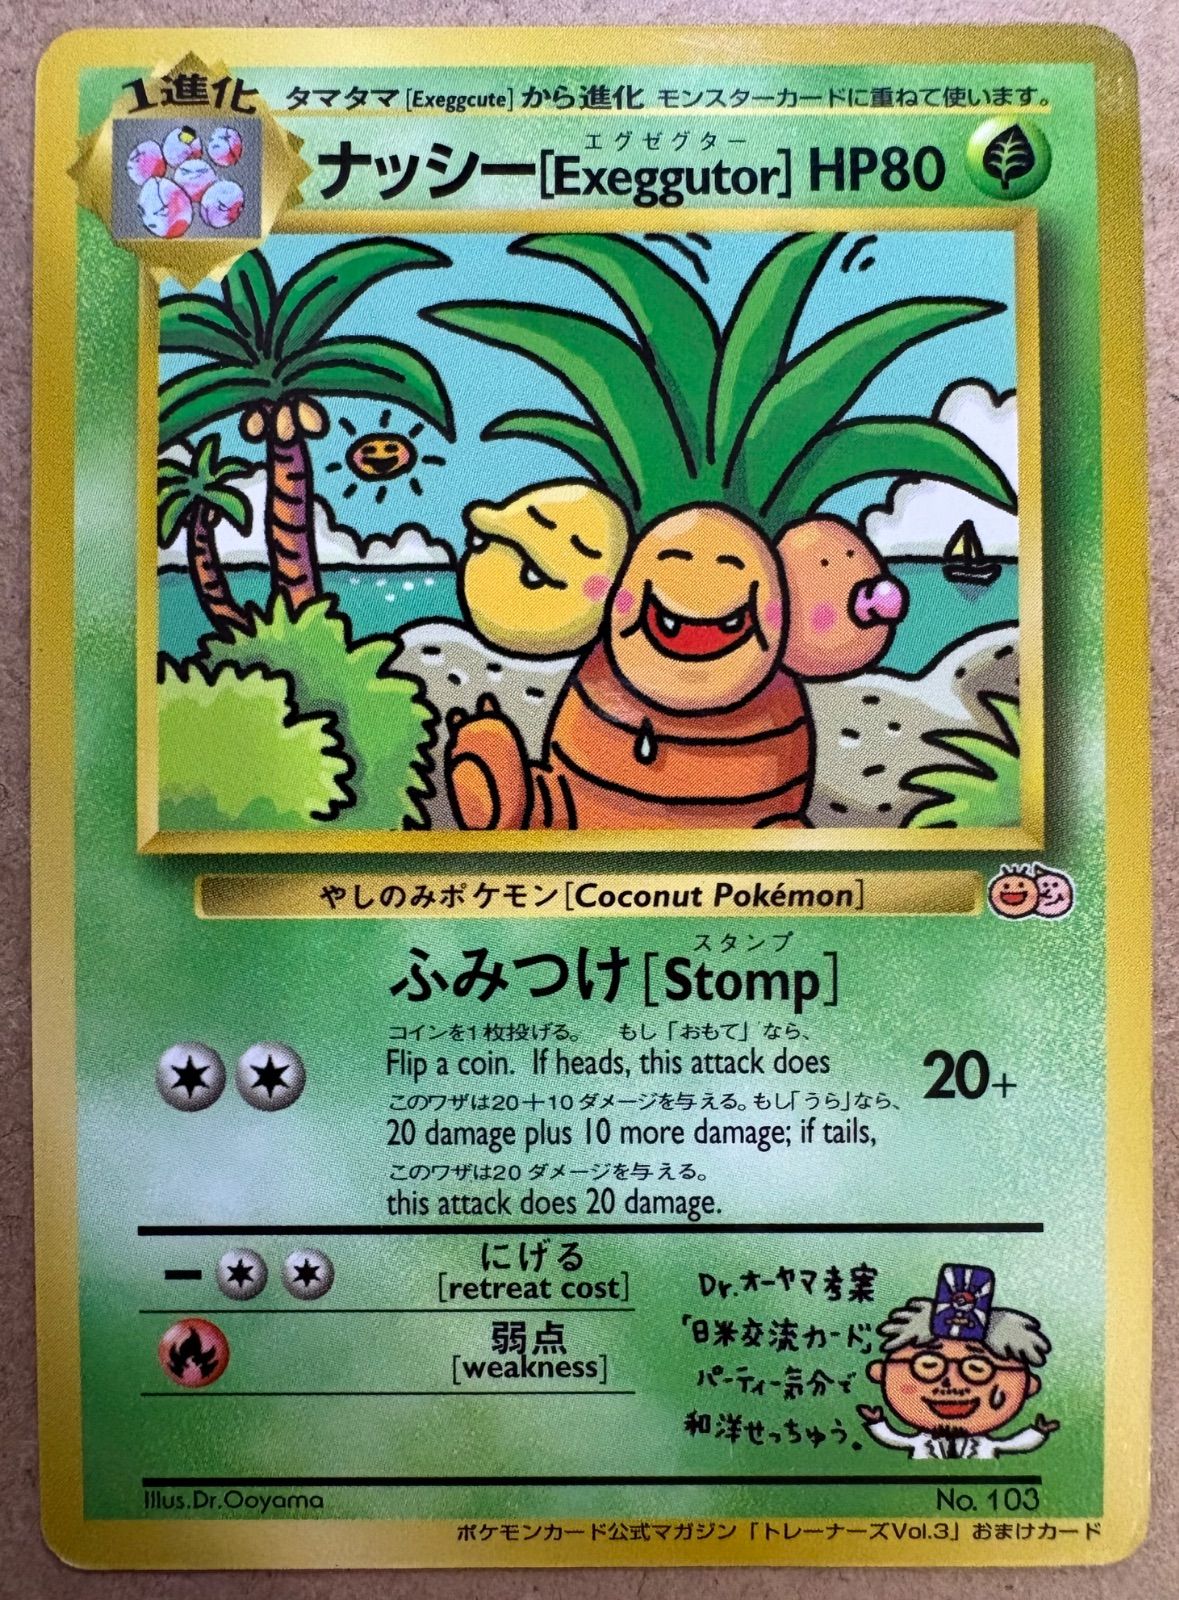 1進化
タマタマ[Exeggcute]から進化 モンスターカードに重ねて使います。
エグゼグター
ナッシー[Exeggutor] HP80
やしのみポケモン[Coconut Pokémon]
スタンプ
ふみつけ[Stomp]
コインを1枚投げる。 もし「おもて」なら、
Flip a coin. If heads, this attack does
20+
このワザは20+10ダメージを与える。もし「うら」なら、
20 damage plus 10 more damage; if tails,
このワザは20ダメージを与える。
this attack does 20 damage.
にげる
[retreat cost]
弱点
[weakness]
Dr.オーヤマ考案
「日米交流カード」
パーティー気分で
和洋せっちゅう。
Illus.Dr.Ooyama
No. 103
ポケモンカード公式マガジン「トレーナーズVol.3」おまけカード